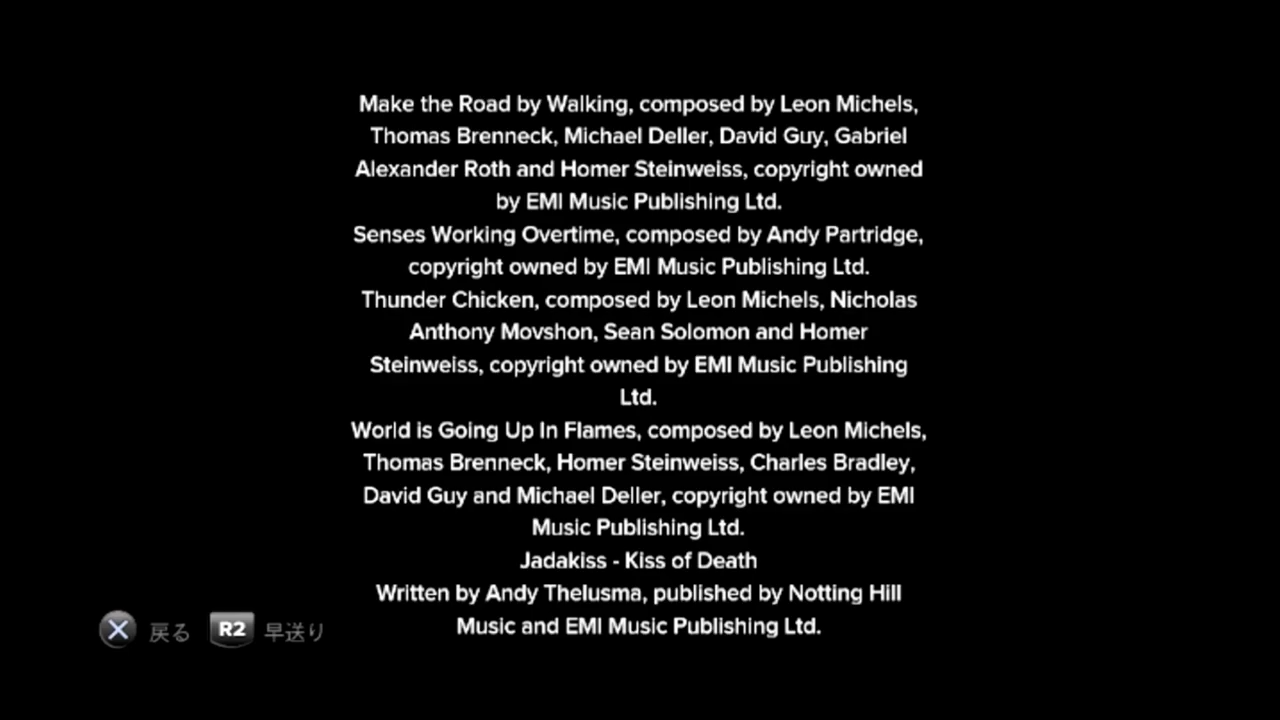 Make the Road by Walking, composed by Leon Michels,
Thomas Brenneck, Michael Deller, David Guy, Gabriel
Alexander Roth and Homer Steinweiss, copyright owned
by EMI Music Publishing Ltd.
Senses Working Overtime, composed by Andy Partridge,
copyright owned by EMI Music Publishing Ltd.
Thunder Chicken, composed by Leon Michels, Nicholas
Anthony Movshon, Sean Solomon and Homer
Steinweiss, copyright owned by EMI Music Publishing
Ltd.
World is Going Up In Flames, composed by Leon Michels,
Thomas Brenneck, Homer Steinweiss, Charles Bradley,
David Guy and Michael Deller, copyright owned by EMI
Music Publishing Ltd.
Jadakiss - Kiss of Death
Written by Andy Thelusma, published by Notting Hill
Music and EMI Music Publishing Ltd.
戻る R2 早送り